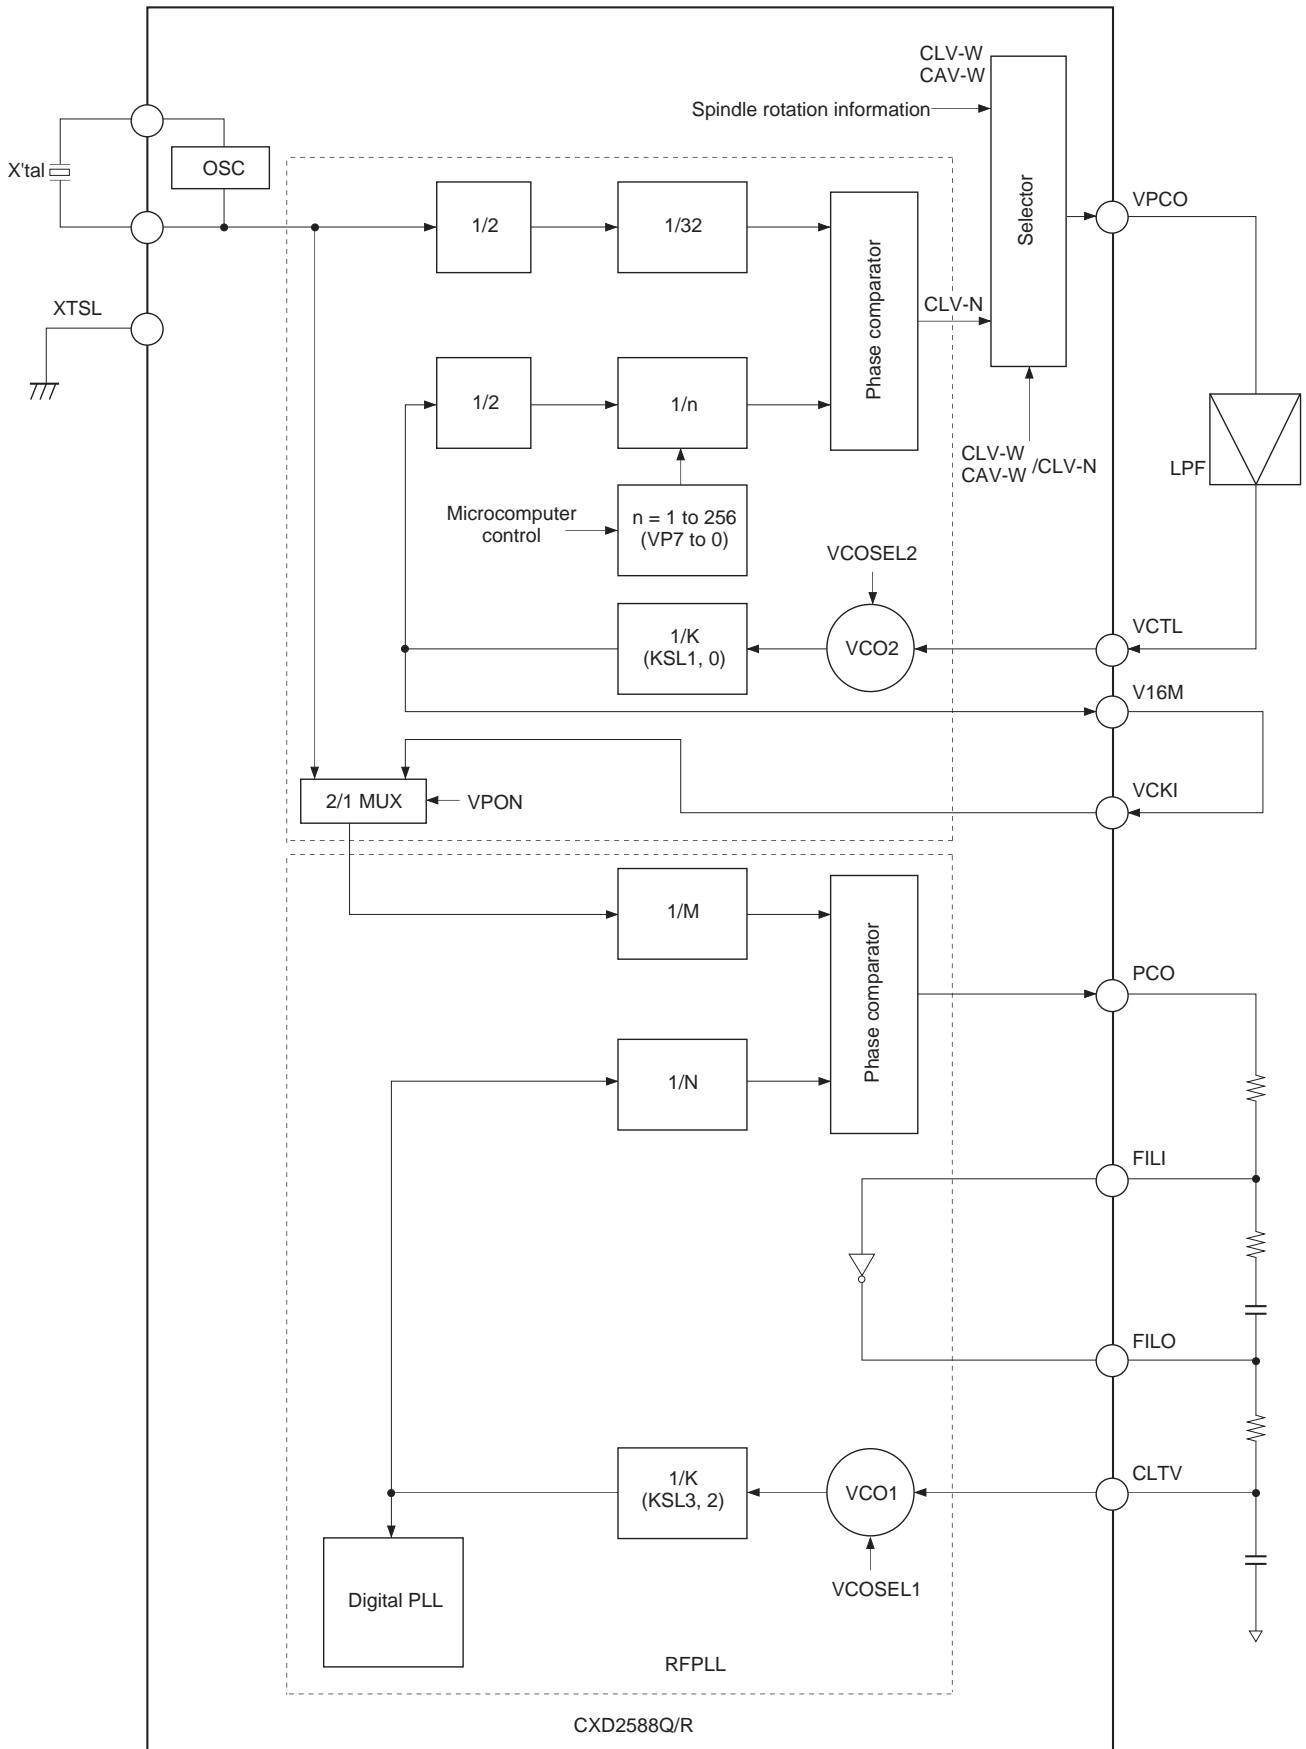 CLV-W
CAV-W
Spindle rotation information
X'tal
OSC
Selector
VPCO
1/2
1/32
Phase comparator
XTSL
CLV-N
1/2
1/n
CLV-W
CAV-W
/CLV-N
LPF
Microcomputer
control
n = 1 to 256
(VP7 to 0)
VCOSEL2
1/K
(KSL1, 0)
VCO2
VCTL
V16M
2/1 MUX
VPON
VCKI
1/M
Phase comparator
PCO
1/N
FILI
FILO
1/K
(KSL3, 2)
VCO1
CLTV
VCOSEL1
Digital PLL
RFPLL
CXD2588Q/R